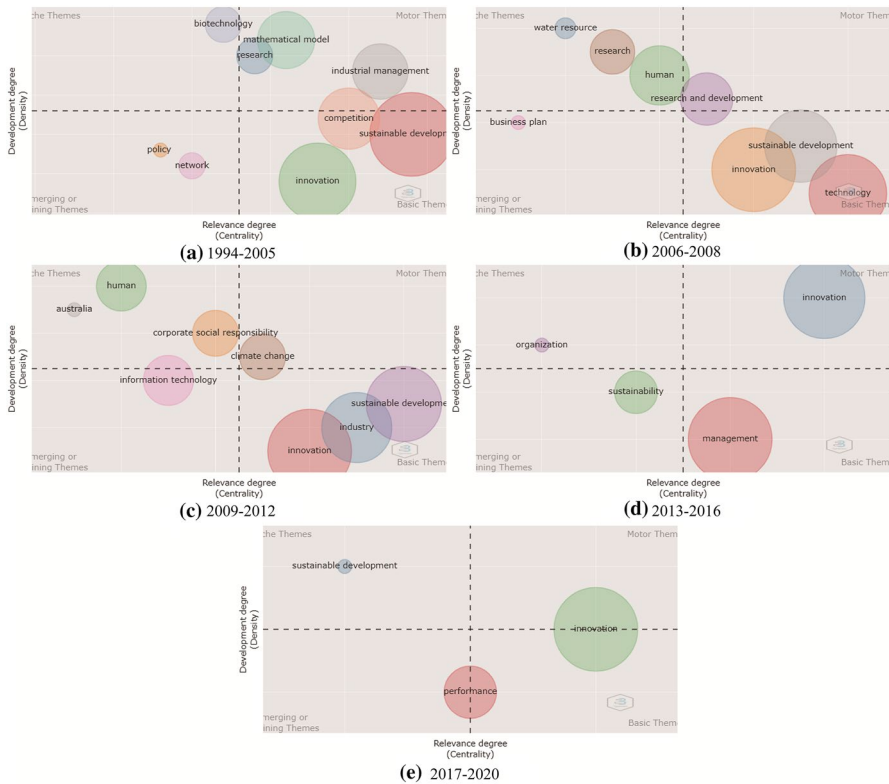 che Themes
Motor Themes
biotechnology
mathematical model
research
industrial management
competition
sustainable develop
policy
network
innovation
merging or
ining Themes
Basic Themes
Development degree
(Density)
Relevance degree
(Centrality)
(a) 1994-2005
che Themes
Motor Them
water resource
research
human
research and development
business plan
sustainable development
innovation
technology
merging or
ining Themes
Basic Them
Development degree
(Density)
Relevance degree
(Centrality)
(b) 2006-2008
che Themes
Motor Them
human
australia
corporate social responsibility
climate change
information technology
sustainable developme
industry
innovation
merging or
ining Themes
Basic Theme
Development degree
(Density)
Relevance degree
(Centrality)
(c) 2009-2012
che Themes
Motor Them
innovation
organization
sustainability
management
merging or
ining Themes
Basic Them
Development degree
(Density)
Relevance degree
(Centrality)
(d) 2013-2016
che Themes
Motor Them
sustainable development
innovation
performance
merging or
ining Themes
Basic Theme
Development degree
(Density)
Relevance degree
(Centrality)
(e) 2017-2020